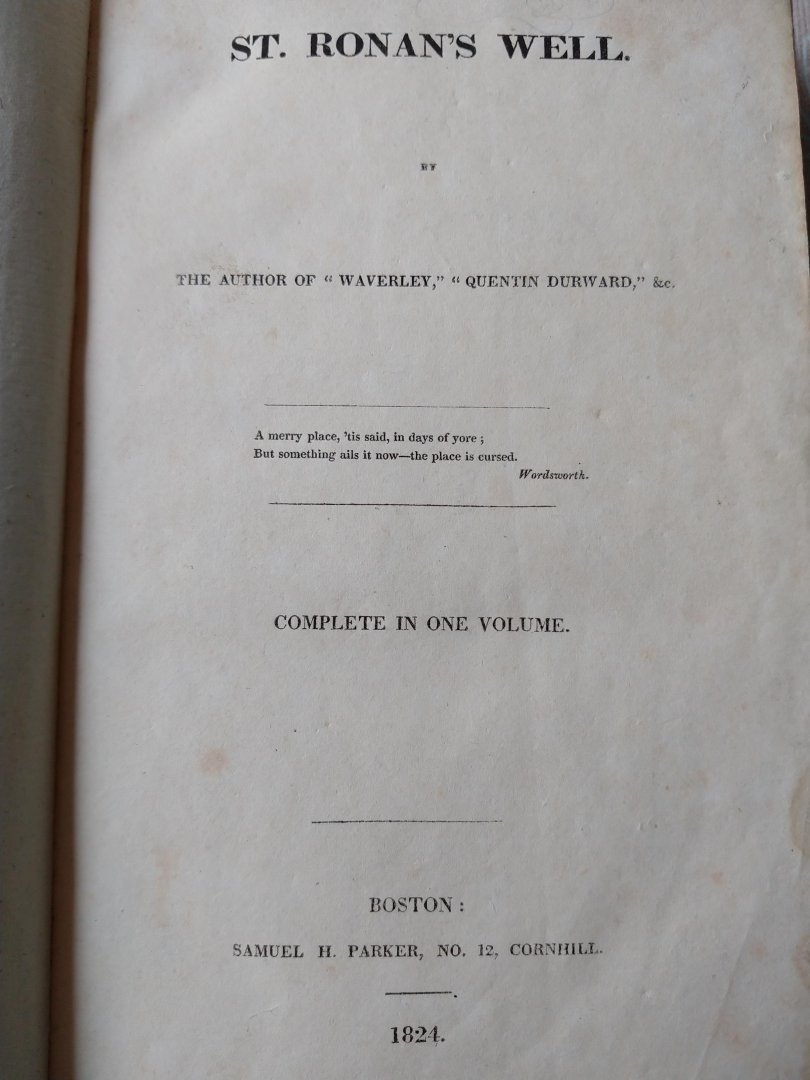 ST. RONAN'S WELL.
BY
THE AUTHOR OF “ WAVERLEY,” “ QUENTIN DURWARD,” &c.
A merry place, 'tis said, in days of yore ;
But something ails it now—the place is cursed.
Wordsworth.
COMPLETE IN ONE VOLUME.
BOSTON :
SAMUEL H. PARKER, NO. 12, CORNHILL.
1824.